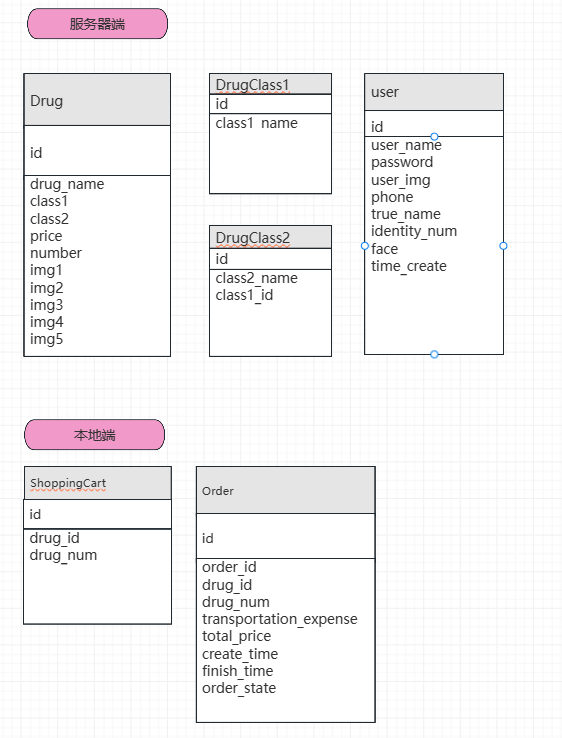 服务器端
Drug
id
drug_name
class1
class2
price
number
img1
img2
img3
img4
img5
DrugClass1
id
class1_name
DrugClass2
id
class2_name
class1_id
user
id
user_name
password
user_img
phone
true_name
identity_num
face
time_create
本地端
ShoppingCart
id
drug_id
drug_num
Order
id
order_id
drug_id
drug_num
transportation_expense
total_price
create_time
finish_time
order_state